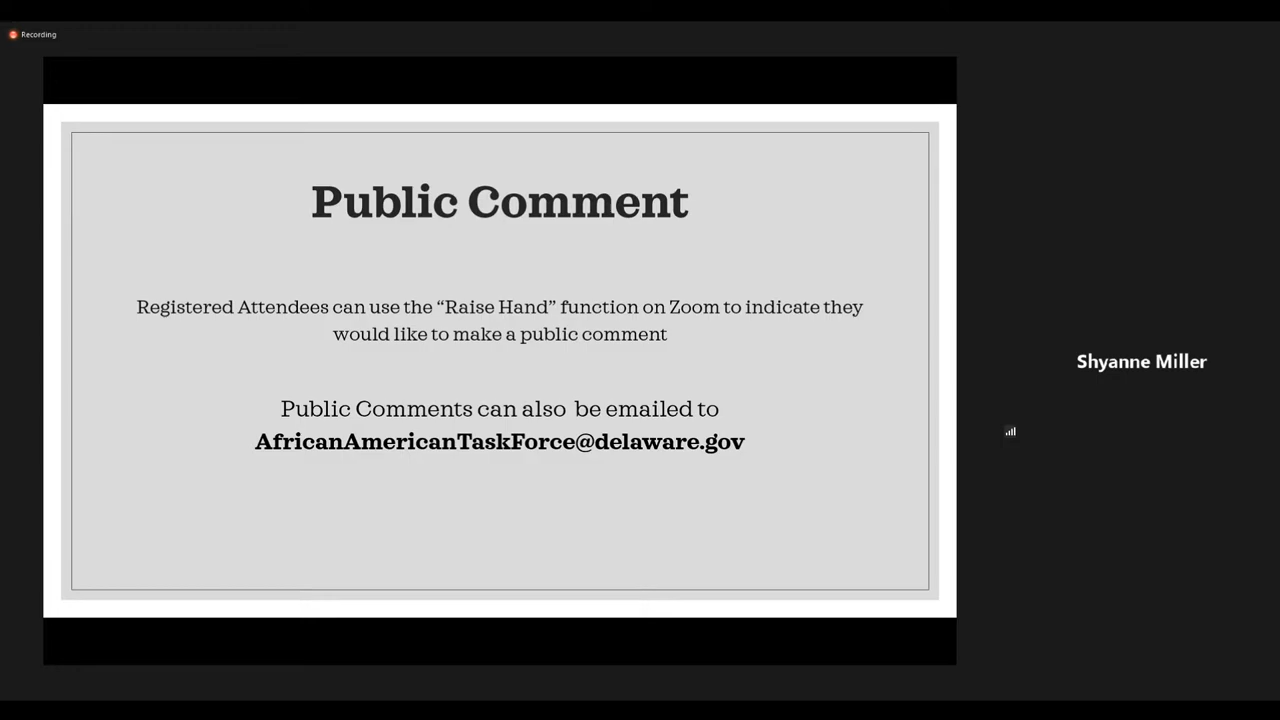 Recording
Public Comment
Registered Attendees can use the “Raise Hand” function on Zoom to indicate they
would like to make a public comment
Public Comments can also  be emailed to
AfricanAmericanTaskForce@delaware.gov
Shyanne Miller